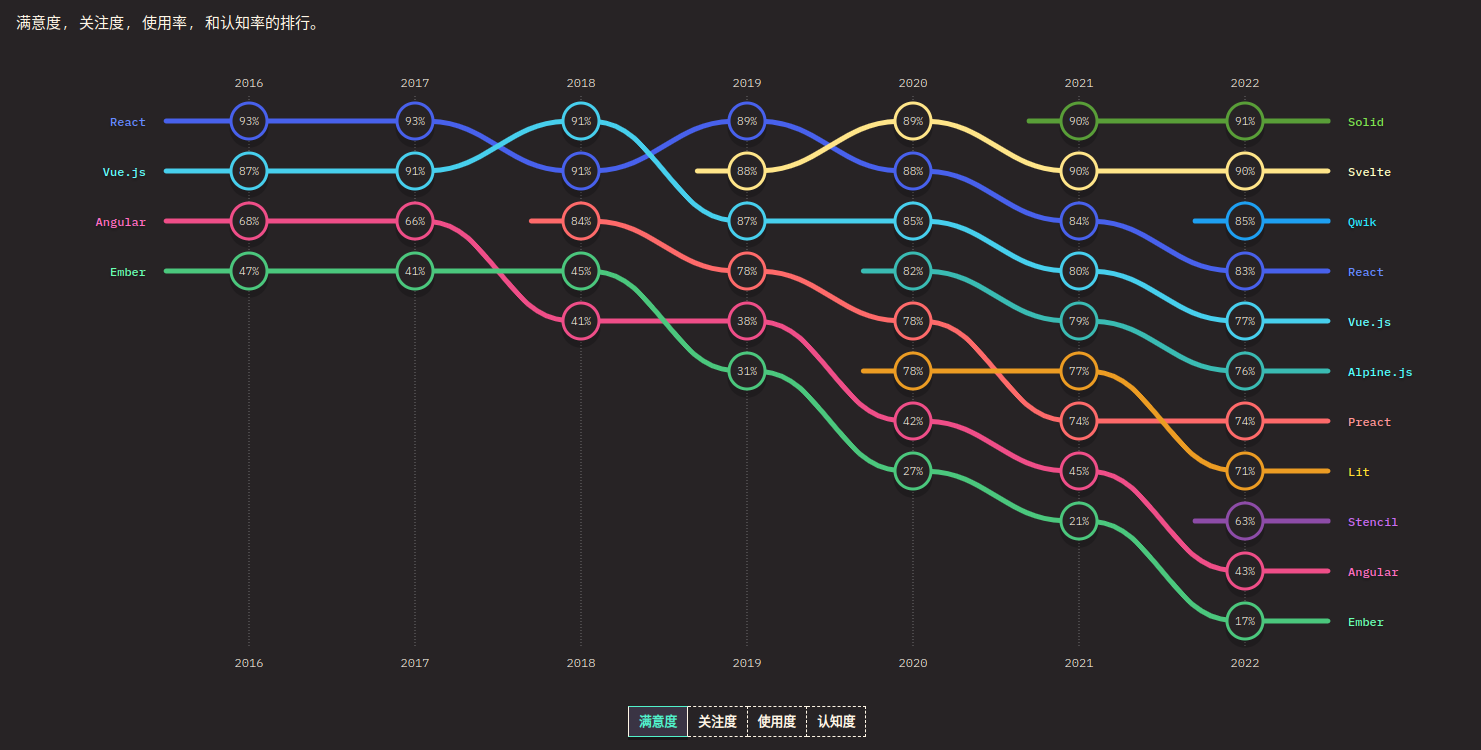 满意度, 关注度, 使用率, 和认知率的排行。
2016 2017 2018 2019 2020 2021 2022
React 93% 93% 91% 89% 89% 90% 91% Solid
Vue.js 87% 91% 91% 88% 88% 90% 90% Svelte
Angular 68% 66% 84% 87% 85% 84% 85% Qwik
Ember 47% 41% 45% 78% 82% 80% 83% React
41% 38% 78% 79% 77% Vue.js
31% 78% 77% 76% Alpine.js
42% 74% 74% Preact
27% 45% 71% Lit
21% 63% Stencil
43% Angular
17% Ember
2016 2017 2018 2019 2020 2021 2022
满意度 关注度 使用度 认知度